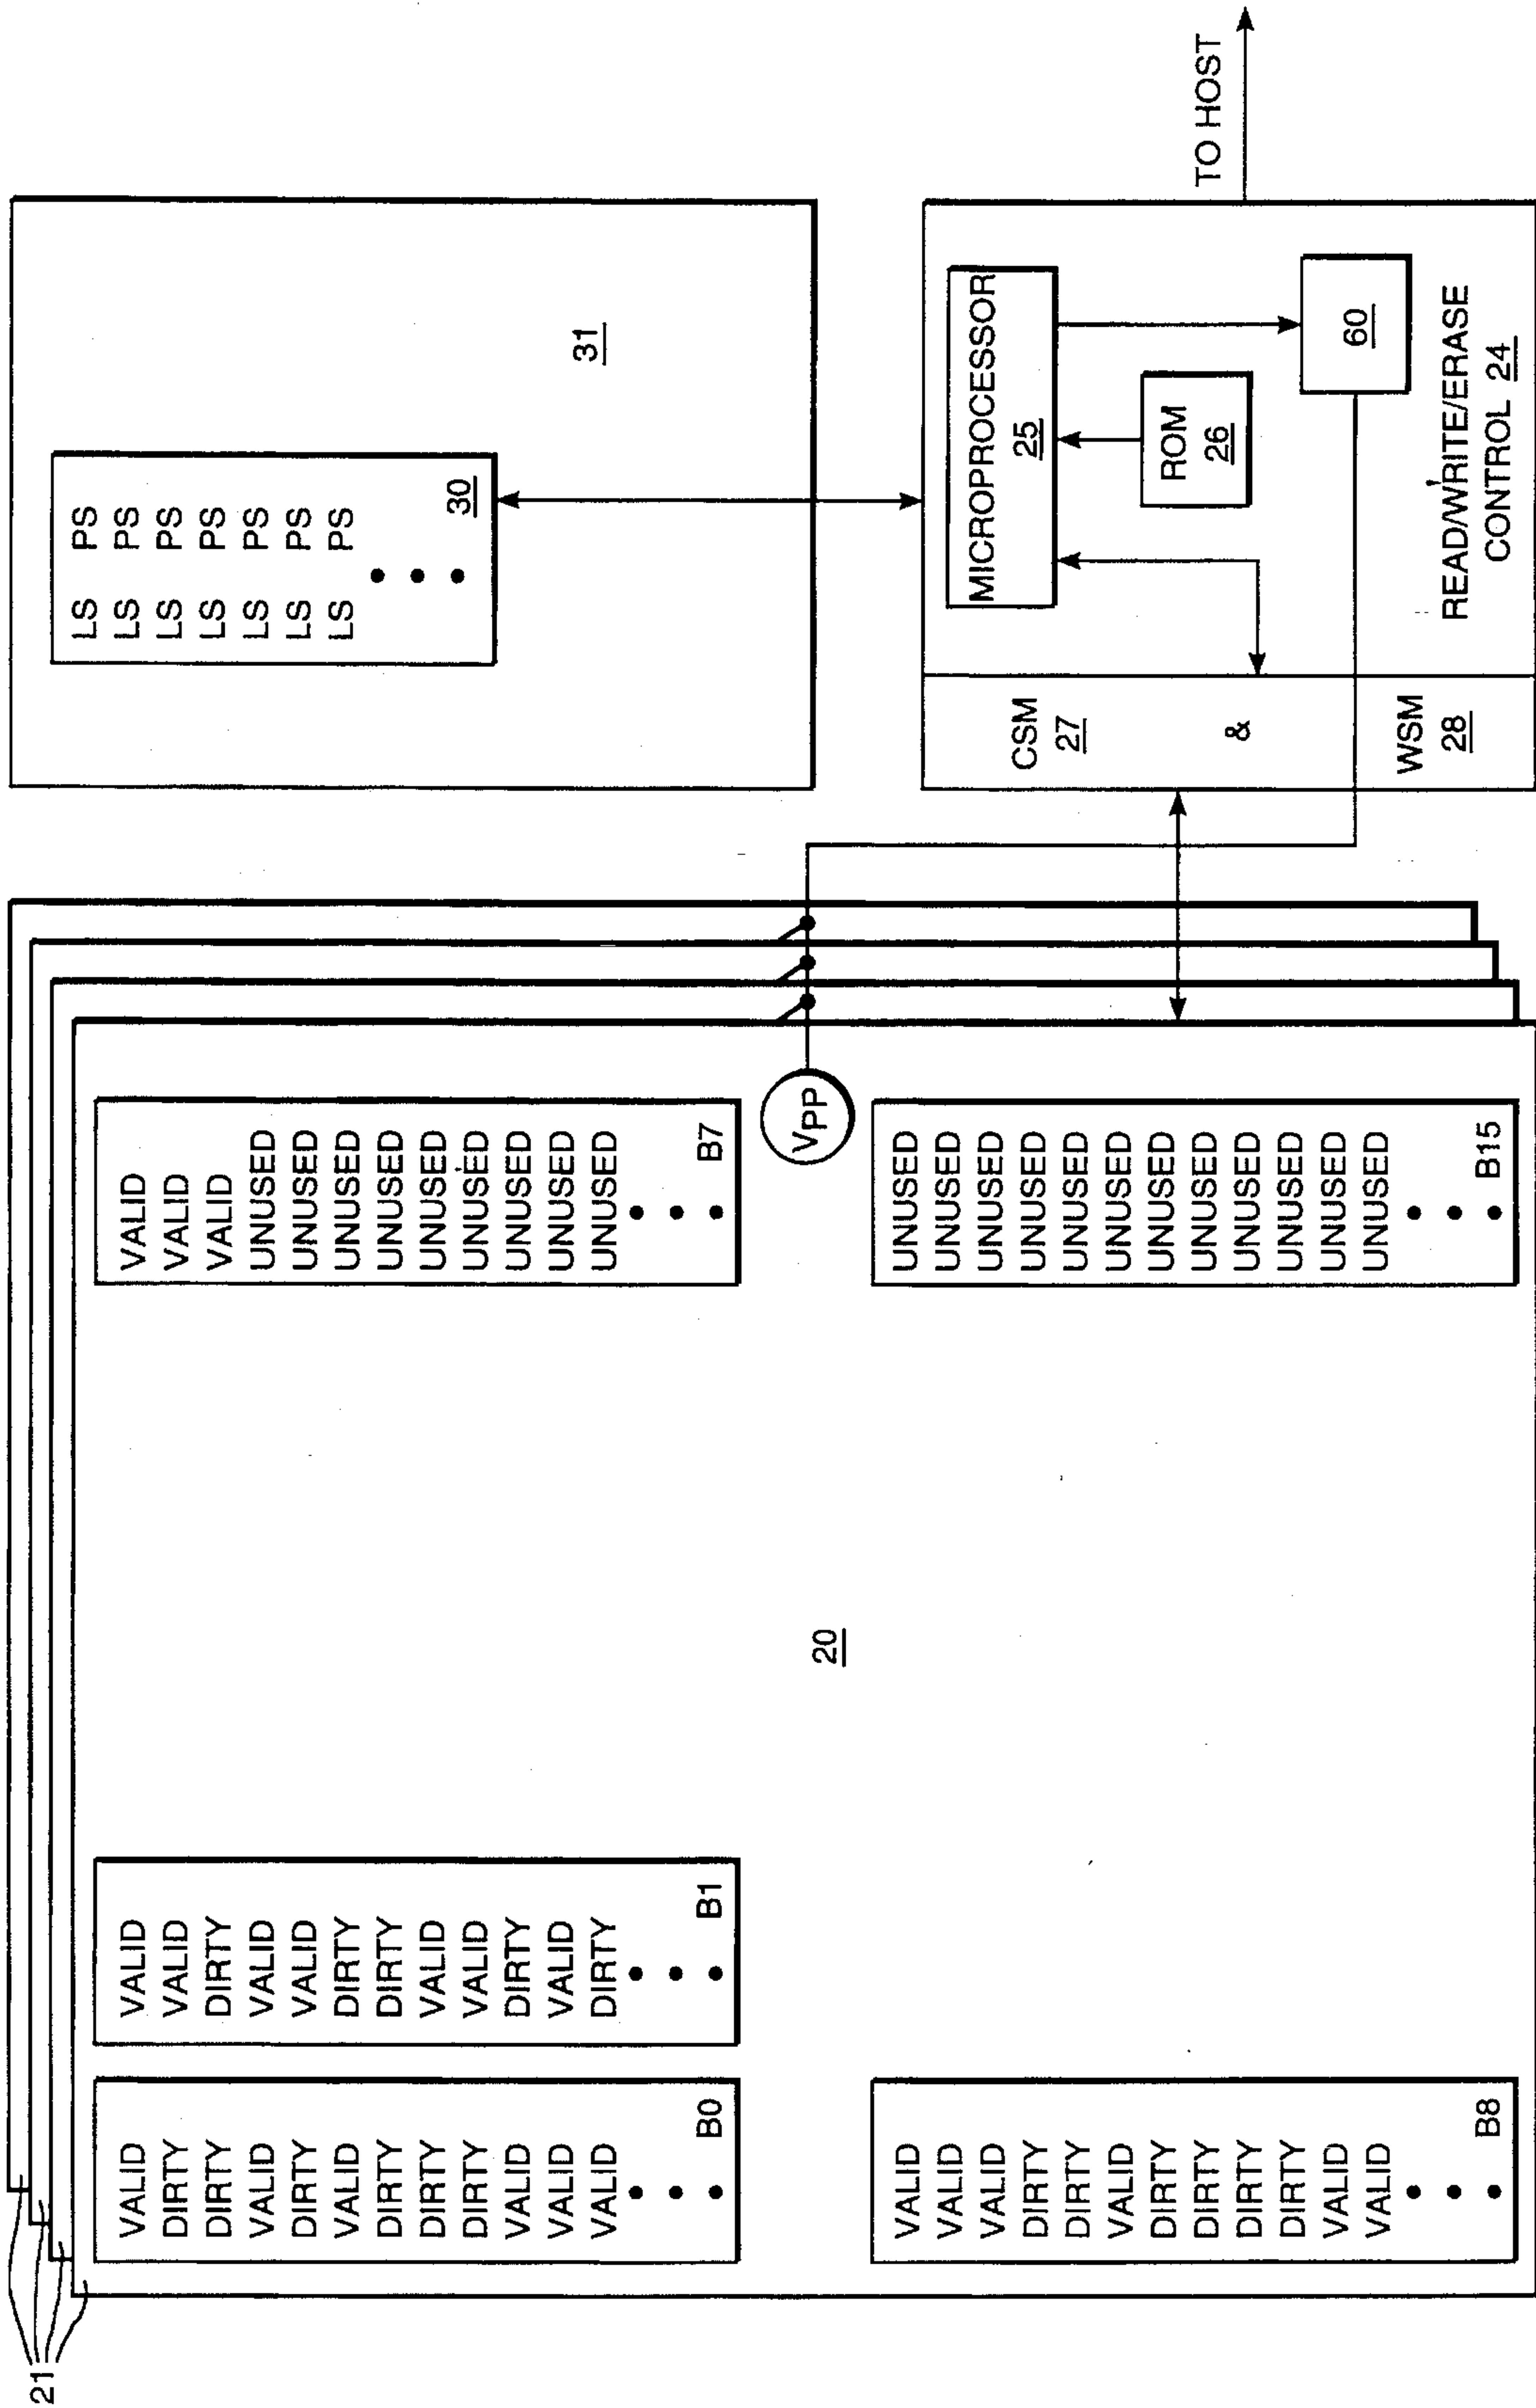 21
VALID
DIRTY
DIRTY
VALID
DIRTY
VALID
DIRTY
DIRTY
DIRTY
VALID
VALID
VALID
B0
VALID
VALID
DIRTY
VALID
VALID
DIRTY
DIRTY
VALID
VALID
DIRTY
VALID
DIRTY
B1
VALID
VALID
VALID
UNUSED
UNUSED
UNUSED
UNUSED
UNUSED
UNUSED
UNUSED
UNUSED
UNUSED
B7
20
VPP
VALID
VALID
VALID
DIRTY
DIRTY
VALID
DIRTY
DIRTY
DIRTY
DIRTY
VALID
VALID
B8
UNUSED
UNUSED
UNUSED
UNUSED
UNUSED
UNUSED
UNUSED
UNUSED
UNUSED
UNUSED
UNUSED
UNUSED
B15
LS PS
LS PS
LS PS
LS PS
LS PS
LS PS
LS PS
30
31
CSM
27
&
WSM
28
MICROPROCESSOR
25
ROM
26
60
READ/WRITE/ERASE
CONTROL 24
TO HOST